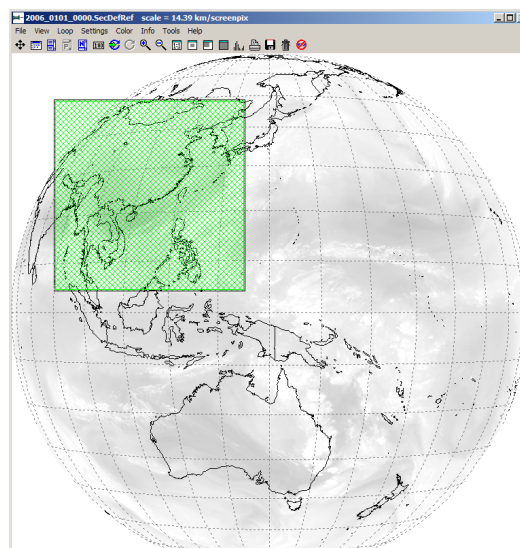 2006_0101_0000.SecDefRef scale = 14.39 km/screenpix
File View Loop Settings Color Info Tools Help